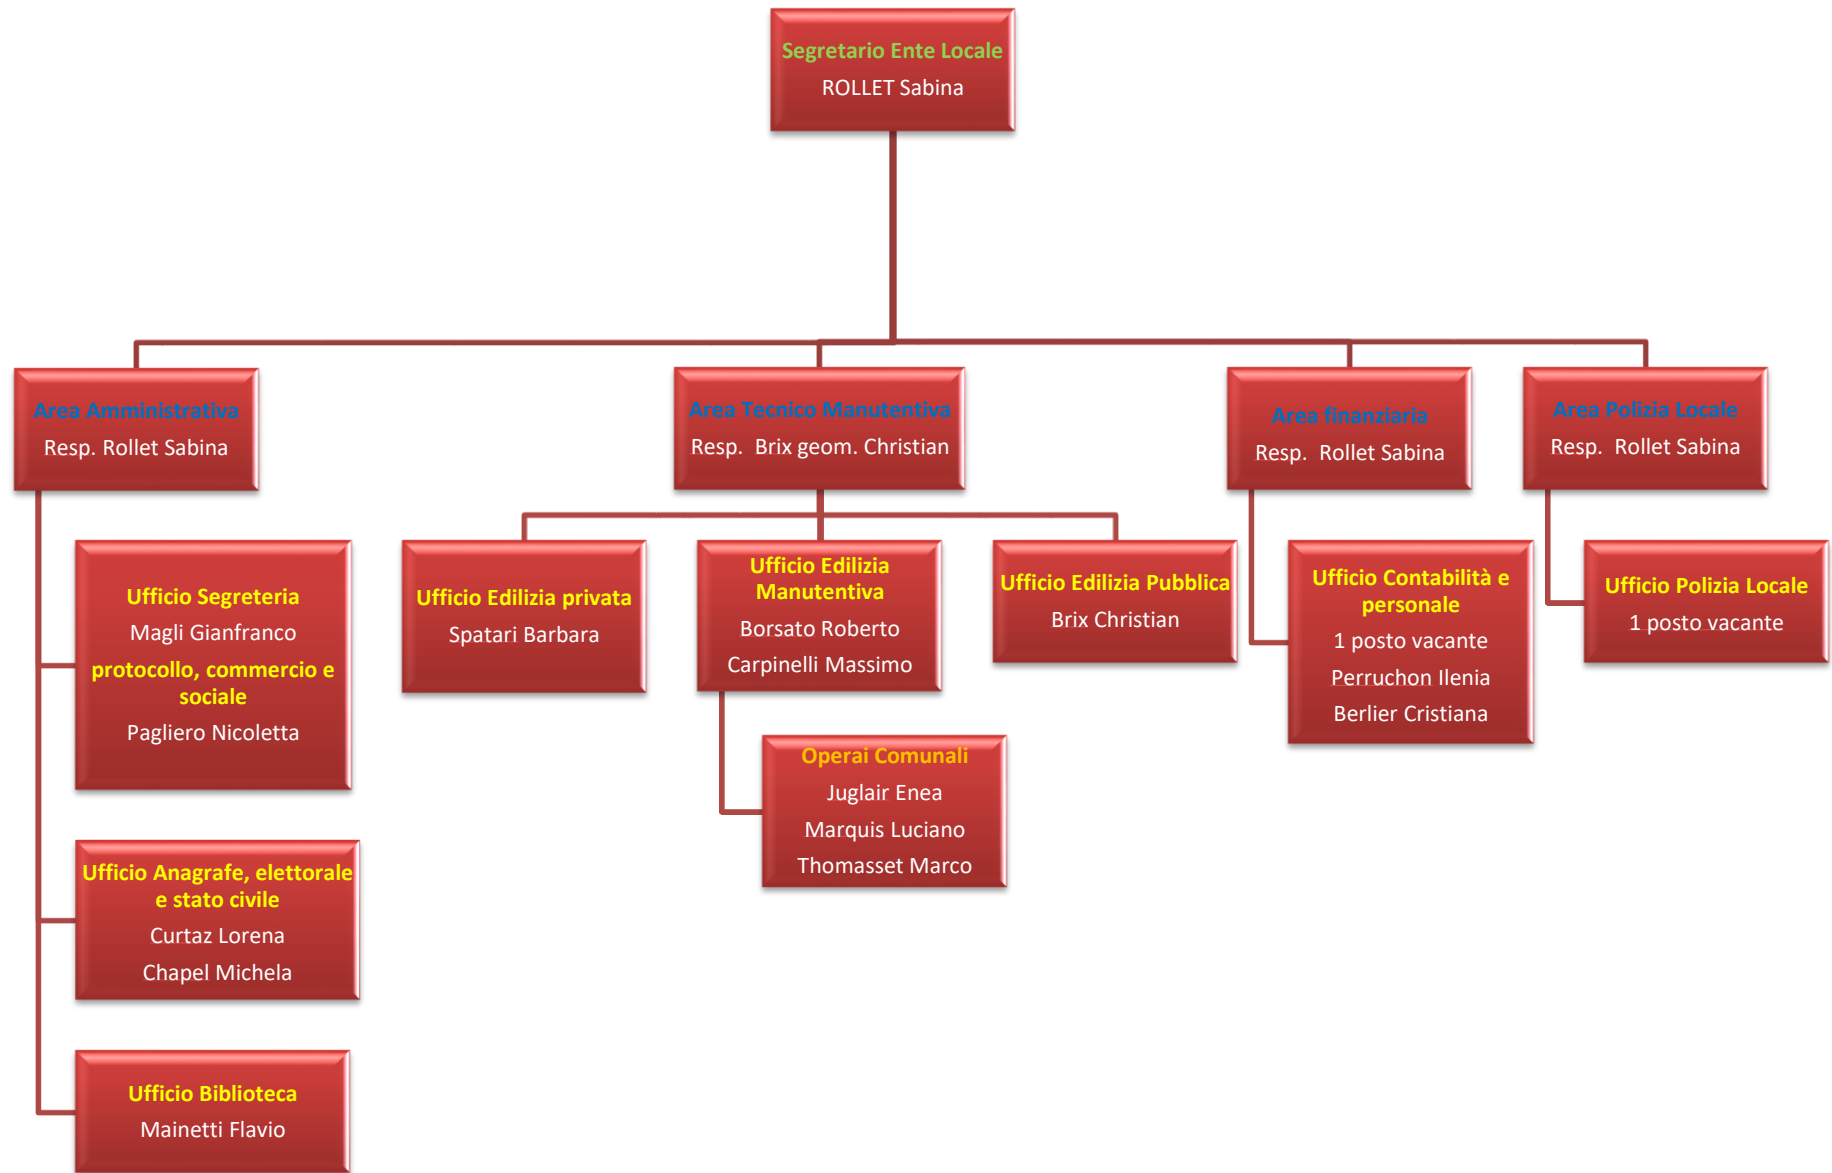 Segretario Ente Locale
ROLLET Sabina
Area Amministrativa
Resp. Rollet Sabina
Area Tecnico Manutentiva
Resp. Brix geom. Christian
Area finanziaria
Resp. Rollet Sabina
Area Polizia Locale
Resp. Rollet Sabina
Ufficio Segreteria
Magli Gianfranco
protocollo, commercio e
sociale
Pagliero Nicoletta
Ufficio Anagrafe, elettorale
e stato civile
Curtaz Lorena
Chapel Michela
Ufficio Biblioteca
Mainetti Flavio
Ufficio Edilizia privata
Spatari Barbara
Ufficio Edilizia
Manutentiva
Borsato Roberto
Carpinelli Massimo
Operai Comunali
Juglair Enea
Marquis Luciano
Thomasset Marco
Ufficio Edilizia Pubblica
Brix Christian
Ufficio Contabilità e
personale
1 posto vacante
Perruchon Ilenia
Berlier Cristiana
Ufficio Polizia Locale
1 posto vacante